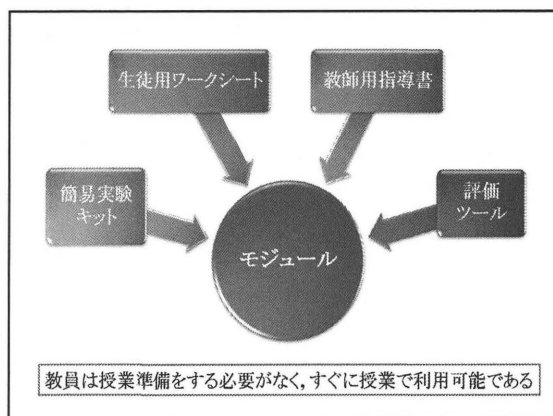 生徒用ワークシート
教師用指導書
簡易実験
キット
評価
ツール
モジュール
教員は授業準備をする必要がなく,すぐに授業で利用可能である